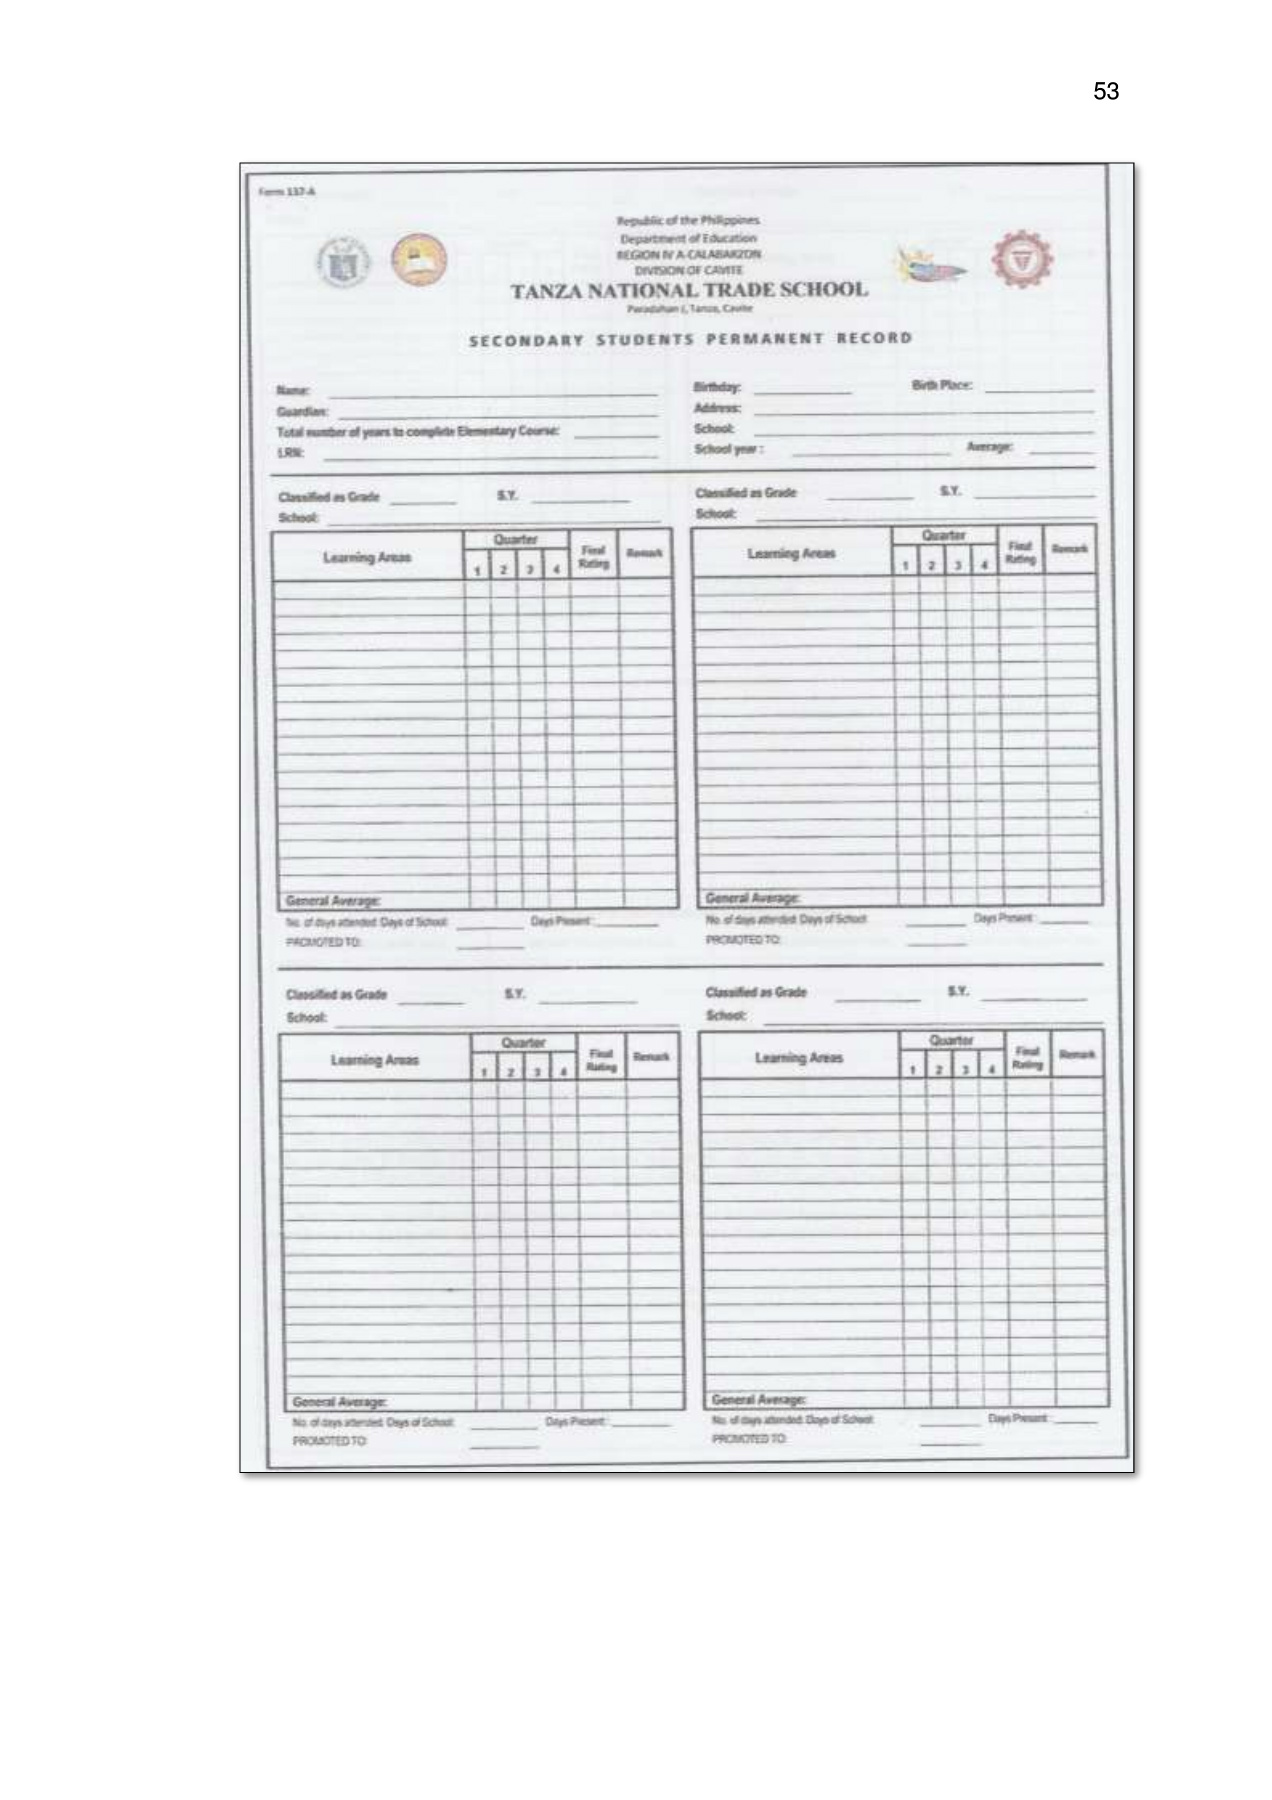 53
Form 137-A
Republic of the Philippines
Department of Education
REGION IV A-CALABARZON
DIVISION OF CAVITE
TANZA NATIONAL TRADE SCHOOL
Paradahan I, Tanza, Cavite
SECONDARY STUDENTS PERMANENT RECORD
Name: Birthday: Birth Place:
Guardian: Address:
Total number of years to complete Elementary Course: School:
LRN: School year : Average:
Classified as Grade S.Y. Classified as Grade S.Y.
School: School:
Learning Areas Quarter Final Rating Remark Learning Areas Quarter Final Rating Remark
1 2 3 4 1 2 3 4
General Average: General Average:
No. of days attended: Days of School: Days Present: No. of days attended: Days of School: Days Present:
PROMOTED TO: PROMOTED TO:
Classified as Grade S.Y. Classified as Grade S.Y.
School: School:
Learning Areas Quarter Final Rating Remark Learning Areas Quarter Final Rating Remark
1 2 3 4 1 2 3 4
General Average: General Average:
No. of days attended: Days of School: Days Present: No. of days attended: Days of School: Days Present:
PROMOTED TO: PROMOTED TO: